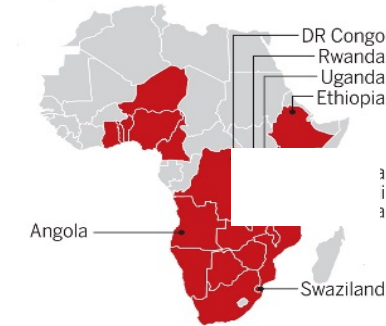 DR Congo
Rwanda
Uganda
Ethiopia
a
i
a
Angola
Swaziland